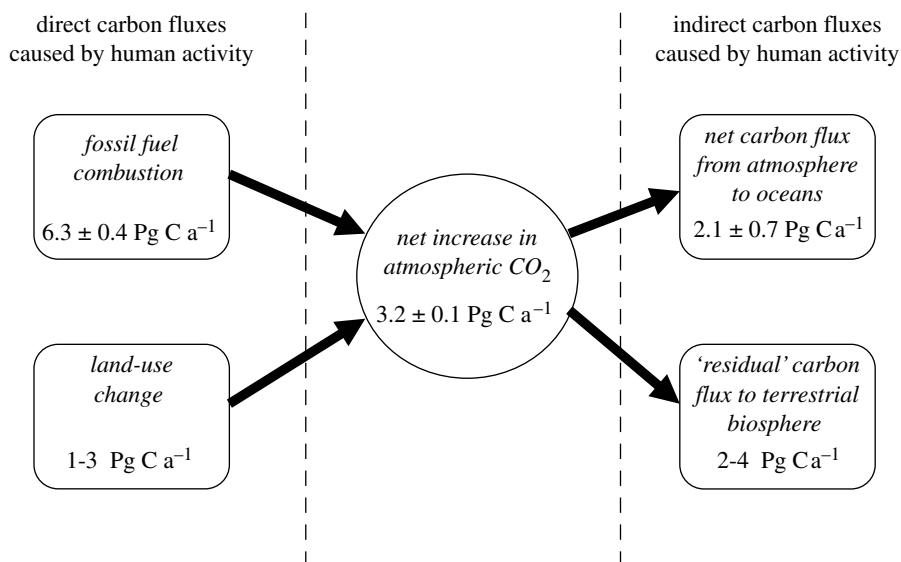 direct carbon fluxes
caused by human activity
indirect carbon fluxes
caused by human activity
fossil fuel
combustion
6.3 ± 0.4 Pg C a⁻¹
land-use
change
1-3 Pg C a⁻¹
net increase in
atmospheric CO₂
3.2 ± 0.1 Pg C a⁻¹
net carbon flux
from atmosphere
to oceans
2.1 ± 0.7 Pg C a⁻¹
‘residual’ carbon
flux to terrestrial
biosphere
2-4 Pg C a⁻¹